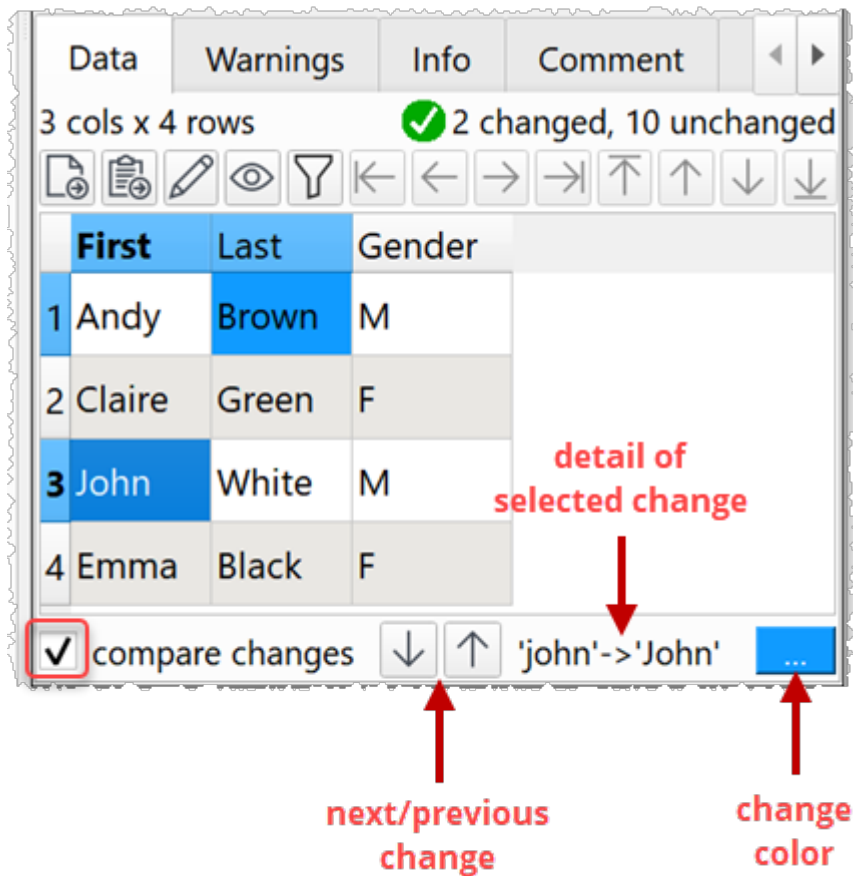 Data Warnings Info Comment
3 cols x 4 rows 2 changed, 10 unchanged
First Last Gender
1 Andy Brown M
2 Claire Green F
3 John White M
4 Emma Black F
detail of
selected change
compare changes 'john'->'John' ...
next/previous
change
change
color